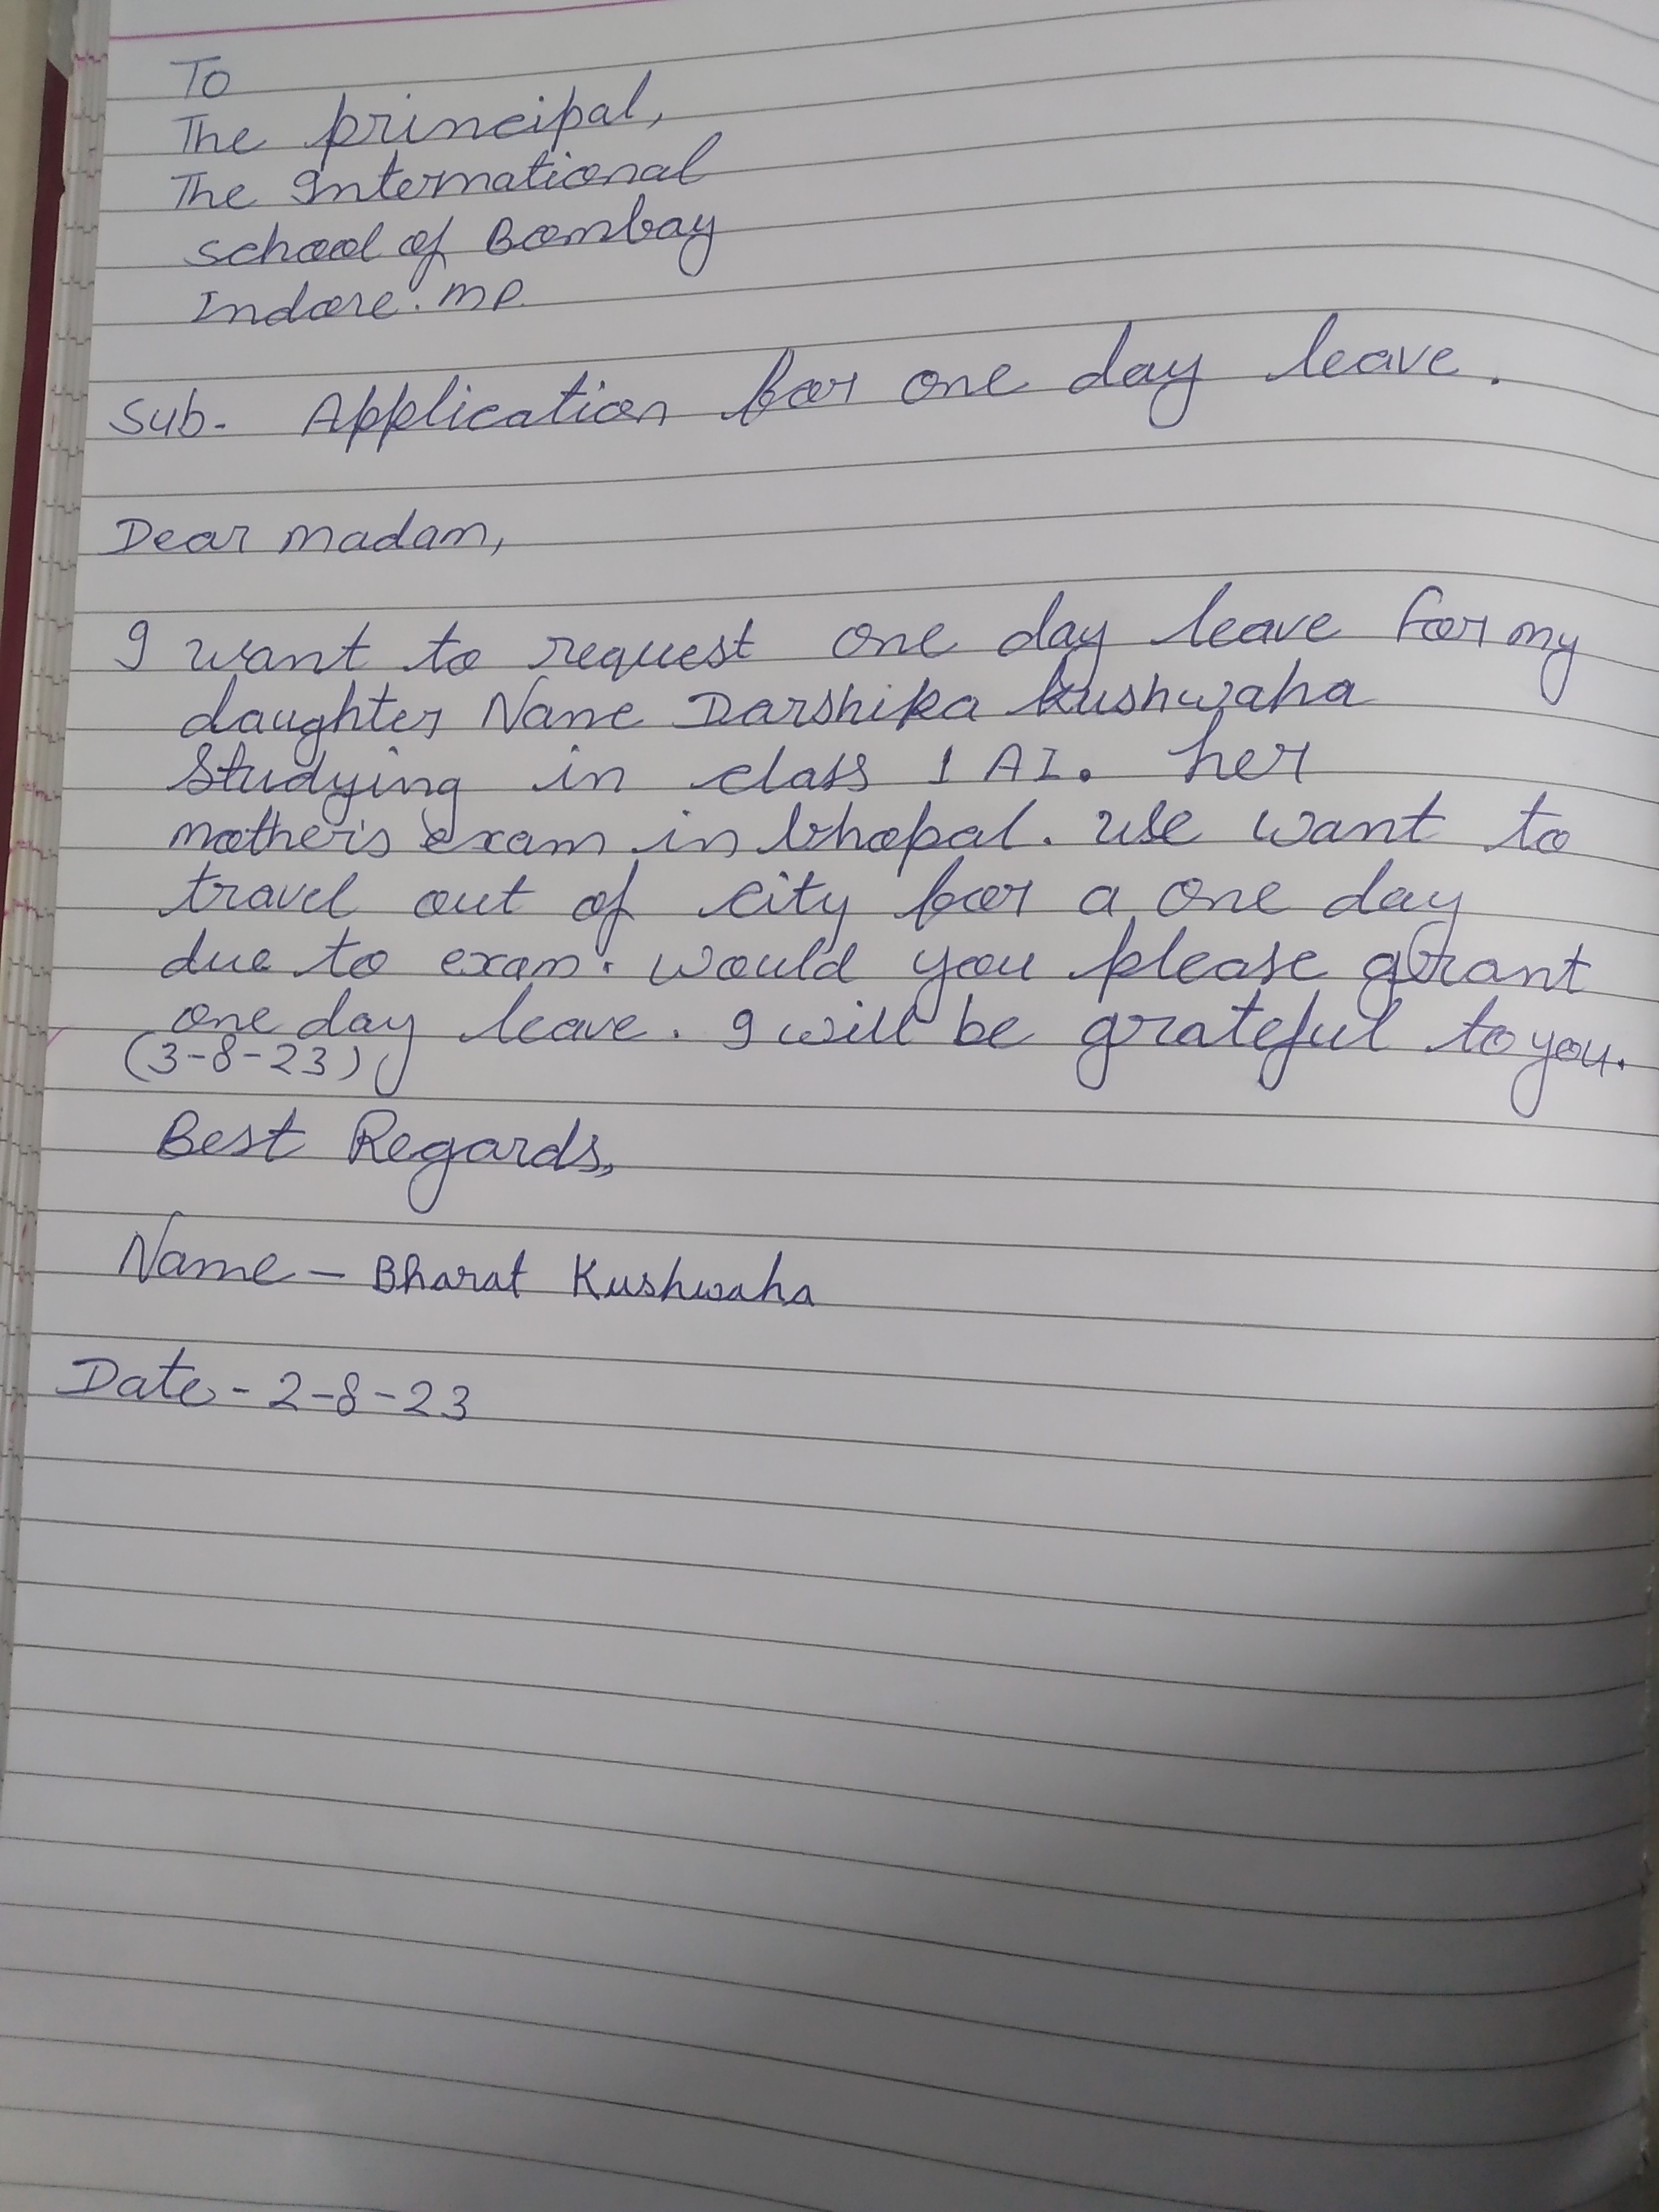 To
The principal,
The International
school of Bombay
Indore. MP.
Sub- Application for one day leave.
Dear madam,
I want to request one day leave for my
daughter Name Darshika kushwaha
Studying in class 1 AI. her
mother's exam in bhopal. We want to
travel out of city for a one day
due to exam. would you please grant
one day leave. I will be grateful to you.
(3-8-23)
Best Regards,
Name - Bharat Kushwaha
Date - 2-8-23